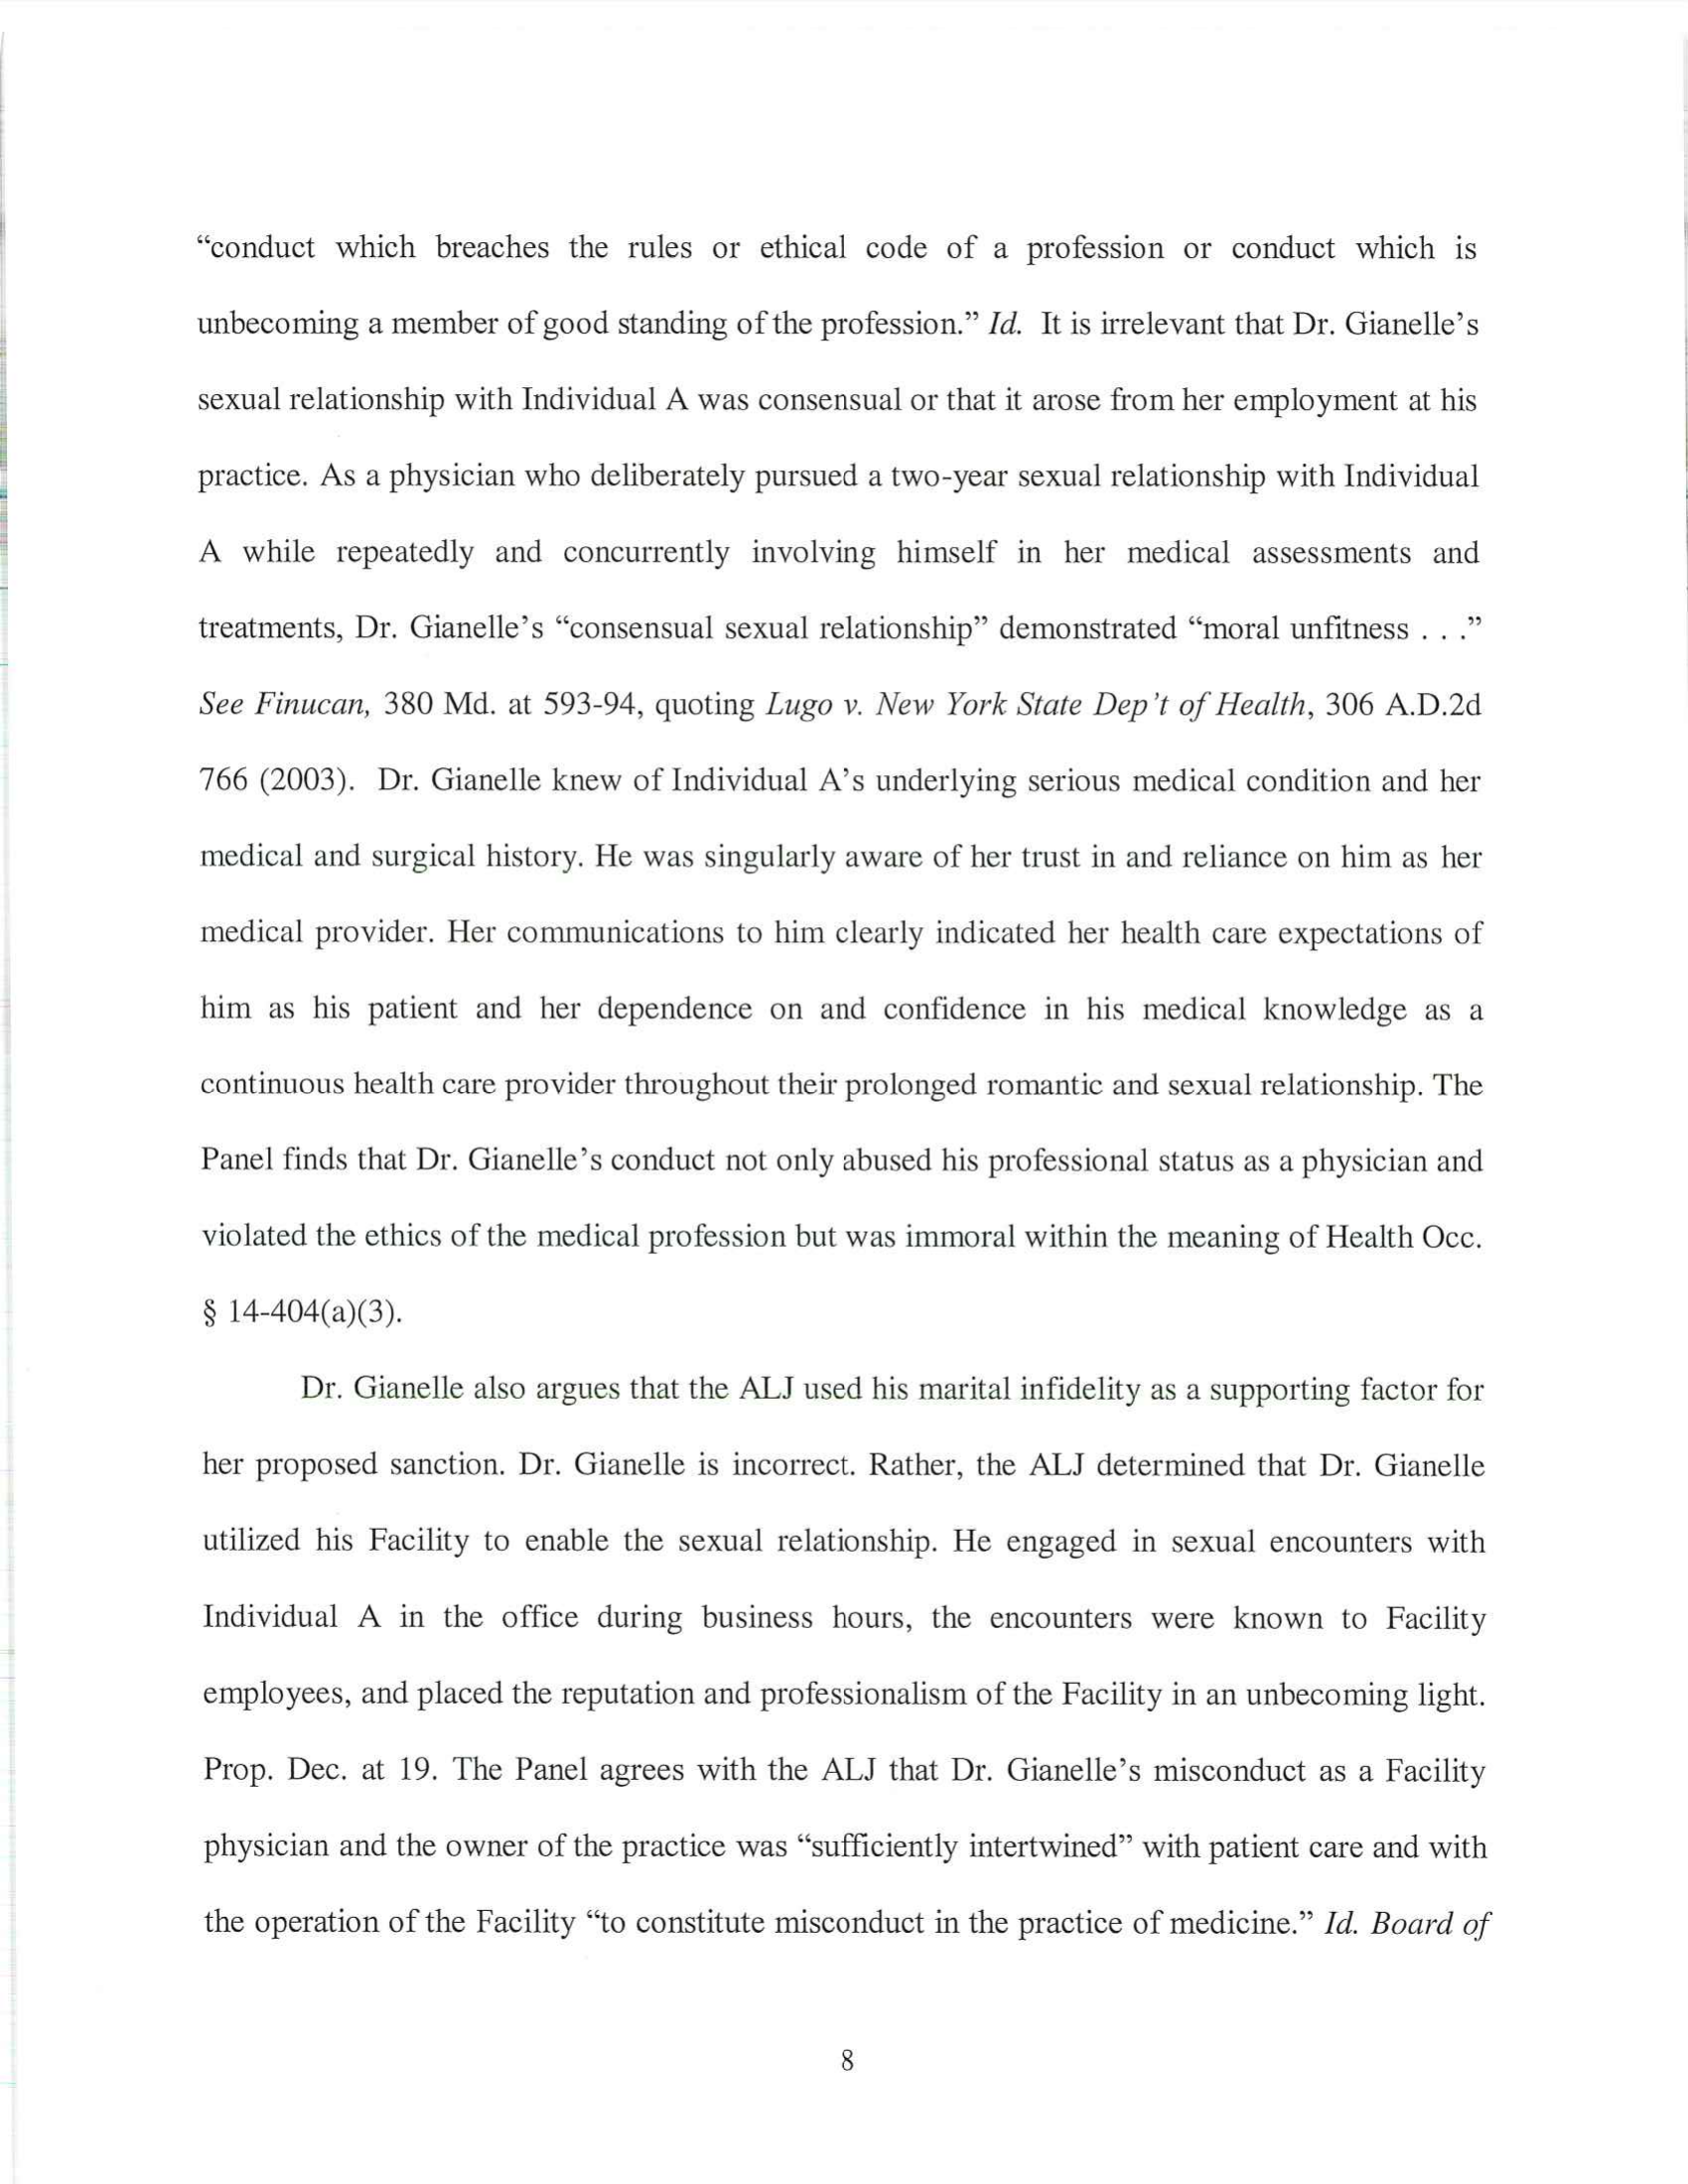 “conduct which breaches the rules or ethical code of a profession or conduct which is
unbecoming a member of good standing of the profession.” Id. It is irrelevant that Dr. Gianelle’s
sexual relationship with Individual A was consensual or that it arose from her employment at his
practice. As a physician who deliberately pursued a two-year sexual relationship with Individual
A while repeatedly and concurrently involving himself in her medical assessments and
treatments, Dr. Gianelle’s “consensual sexual relationship” demonstrated “moral unfitness . . .”
See Finucan, 380 Md. at 593-94, quoting Lugo v. New York State Dep’t of Health, 306 A.D.2d
766 (2003). Dr. Gianelle knew of Individual A’s underlying serious medical condition and her
medical and surgical history. He was singularly aware of her trust in and reliance on him as her
medical provider. Her communications to him clearly indicated her health care expectations of
him as his patient and her dependence on and confidence in his medical knowledge as a
continuous health care provider throughout their prolonged romantic and sexual relationship. The
Panel finds that Dr. Gianelle’s conduct not only abused his professional status as a physician and
violated the ethics of the medical profession but was immoral within the meaning of Health Occ.
§ 14-404(a)(3).
Dr. Gianelle also argues that the ALJ used his marital infidelity as a supporting factor for
her proposed sanction. Dr. Gianelle is incorrect. Rather, the ALJ determined that Dr. Gianelle
utilized his Facility to enable the sexual relationship. He engaged in sexual encounters with
Individual A in the office during business hours, the encounters were known to Facility
employees, and placed the reputation and professionalism of the Facility in an unbecoming light.
Prop. Dec. at 19. The Panel agrees with the ALJ that Dr. Gianelle’s misconduct as a Facility
physician and the owner of the practice was “sufficiently intertwined” with patient care and with
the operation of the Facility “to constitute misconduct in the practice of medicine.” Id. Board of
8